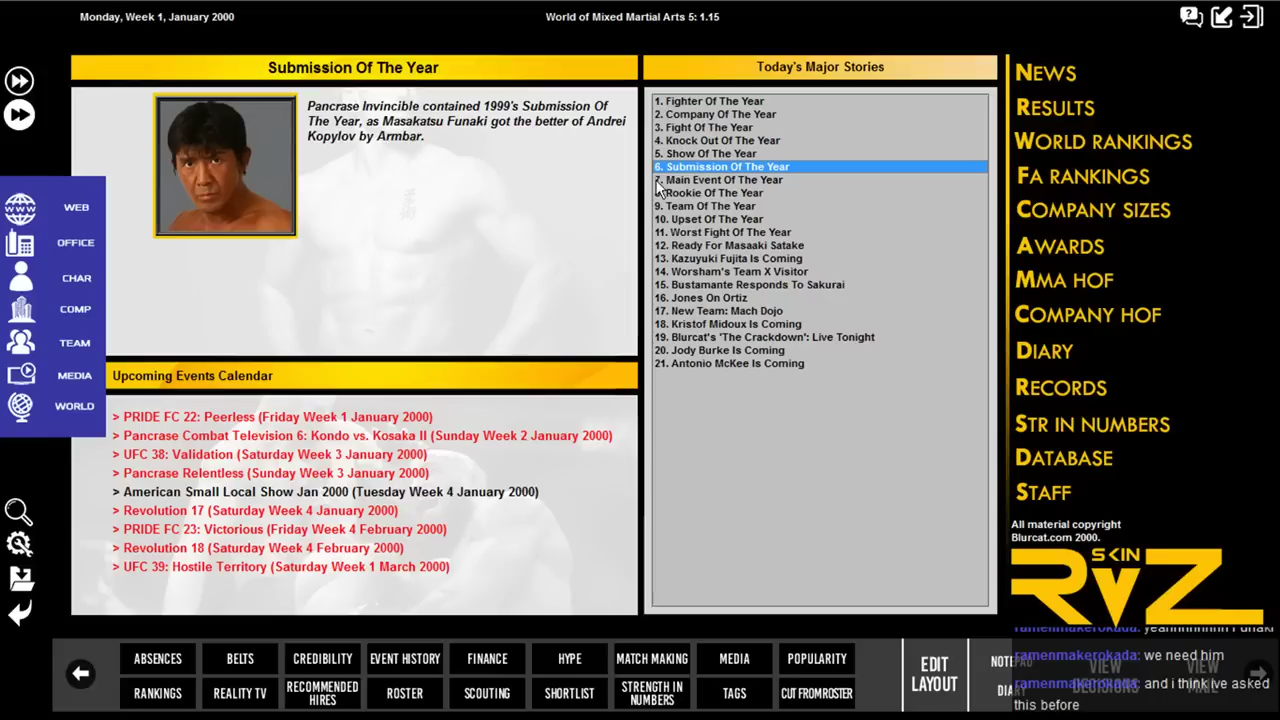 Monday, Week 1, January 2000
World of Mixed Martial Arts 5: 1.15
Submission Of The Year
Pancrase Invincible contained 1999's Submission Of
The Year, as Masakatsu Funaki got the better of Andrei
Kopylov by Armbar.
Today's Major Stories
1. Fighter Of The Year
2. Company Of The Year
3. Fight Of The Year
4. Knock Out Of The Year
5. Show Of The Year
6. Submission Of The Year
7. Main Event Of The Year
Rookie Of The Year
9. Team Of The Year
10. Upset Of The Year
11. Worst Fight Of The Year
12. Ready For Masaaki Satake
13. Kazuyuki Fujita Is Coming
14. Worsham's Team X Visitor
15. Bustamante Responds To Sakurai
16. Jones On Ortiz
17. New Team: Mach Dojo
18. Kristof Midoux Is Coming
19. Blurcat's 'The Crackdown': Live Tonight
20. Jody Burke Is Coming
21. Antonio McKee Is Coming
NEWS
RESULTS
WORLD RANKINGS
FA RANKINGS
COMPANY SIZES
AWARDS
MMA HOF
COMPANY HOF
DIARY
RECORDS
STR IN NUMBERS
DATABASE
STAFF
All material copyright
Blurcat.com 2000.
SKIN
RVZ
WEB
OFFICE
CHAR
COMP
TEAM
MEDIA
WORLD
Upcoming Events Calendar
> PRIDE FC 22: Peerless (Friday Week 1 January 2000)
> Pancrase Combat Television 6: Kondo vs. Kosaka II (Sunday Week 2 January 2000)
> UFC 38: Validation (Saturday Week 3 January 2000)
> Pancrase Relentless (Sunday Week 3 January 2000)
> American Small Local Show Jan 2000 (Tuesday Week 4 January 2000)
> Revolution 17 (Saturday Week 4 January 2000)
> PRIDE FC 23: Victorious (Friday Week 4 February 2000)
> Revolution 18 (Saturday Week 4 February 2000)
> UFC 39: Hostile Territory (Saturday Week 1 March 2000)
ABSENCES
BELTS
CREDIBILITY
EVENT HISTORY
FINANCE
HYPE
MATCH MAKING
MEDIA
POPULARITY
RANKINGS
REALITY TV
RECOMMENDED
HIRES
ROSTER
SCOUTING
SHORTLIST
STRENGTH IN
NUMBERS
TAGS
CUT FROM ROSTER
EDIT
LAYOUT
VIEW
DECISIONS
VIEW
MAIL
ramenmakerokada: we need him
ramenmakerokada: and i think ive asked
this before